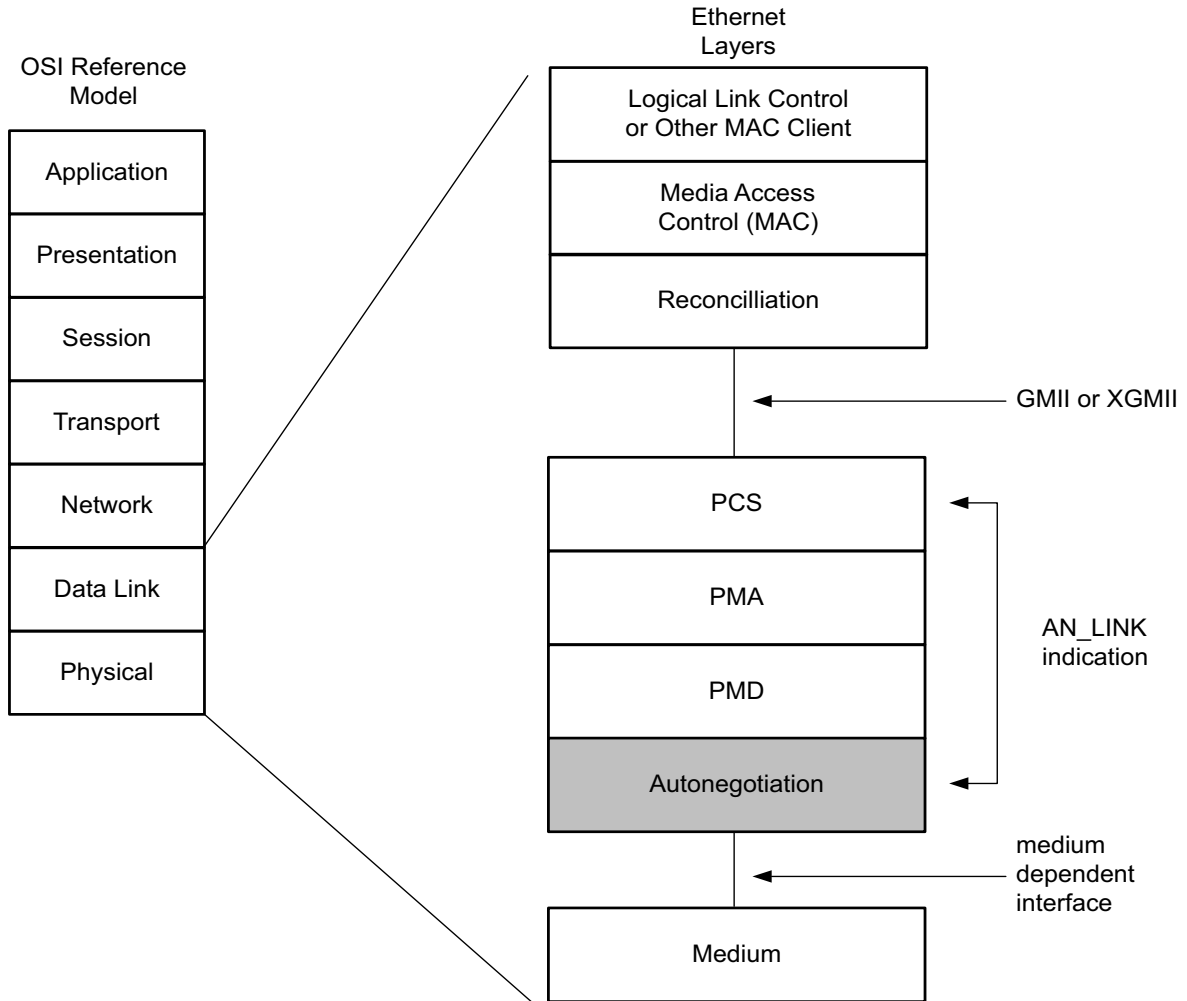 OSI Reference
Model
Application
Presentation
Session
Transport
Network
Data Link
Physical
Ethernet
Layers
Logical Link Control
or Other MAC Client
Media Access
Control (MAC)
Reconcilliation
GMII or XGMII
PCS
PMA
PMD
Autonegotiation
AN_LINK
indication
medium
dependent
interface
Medium